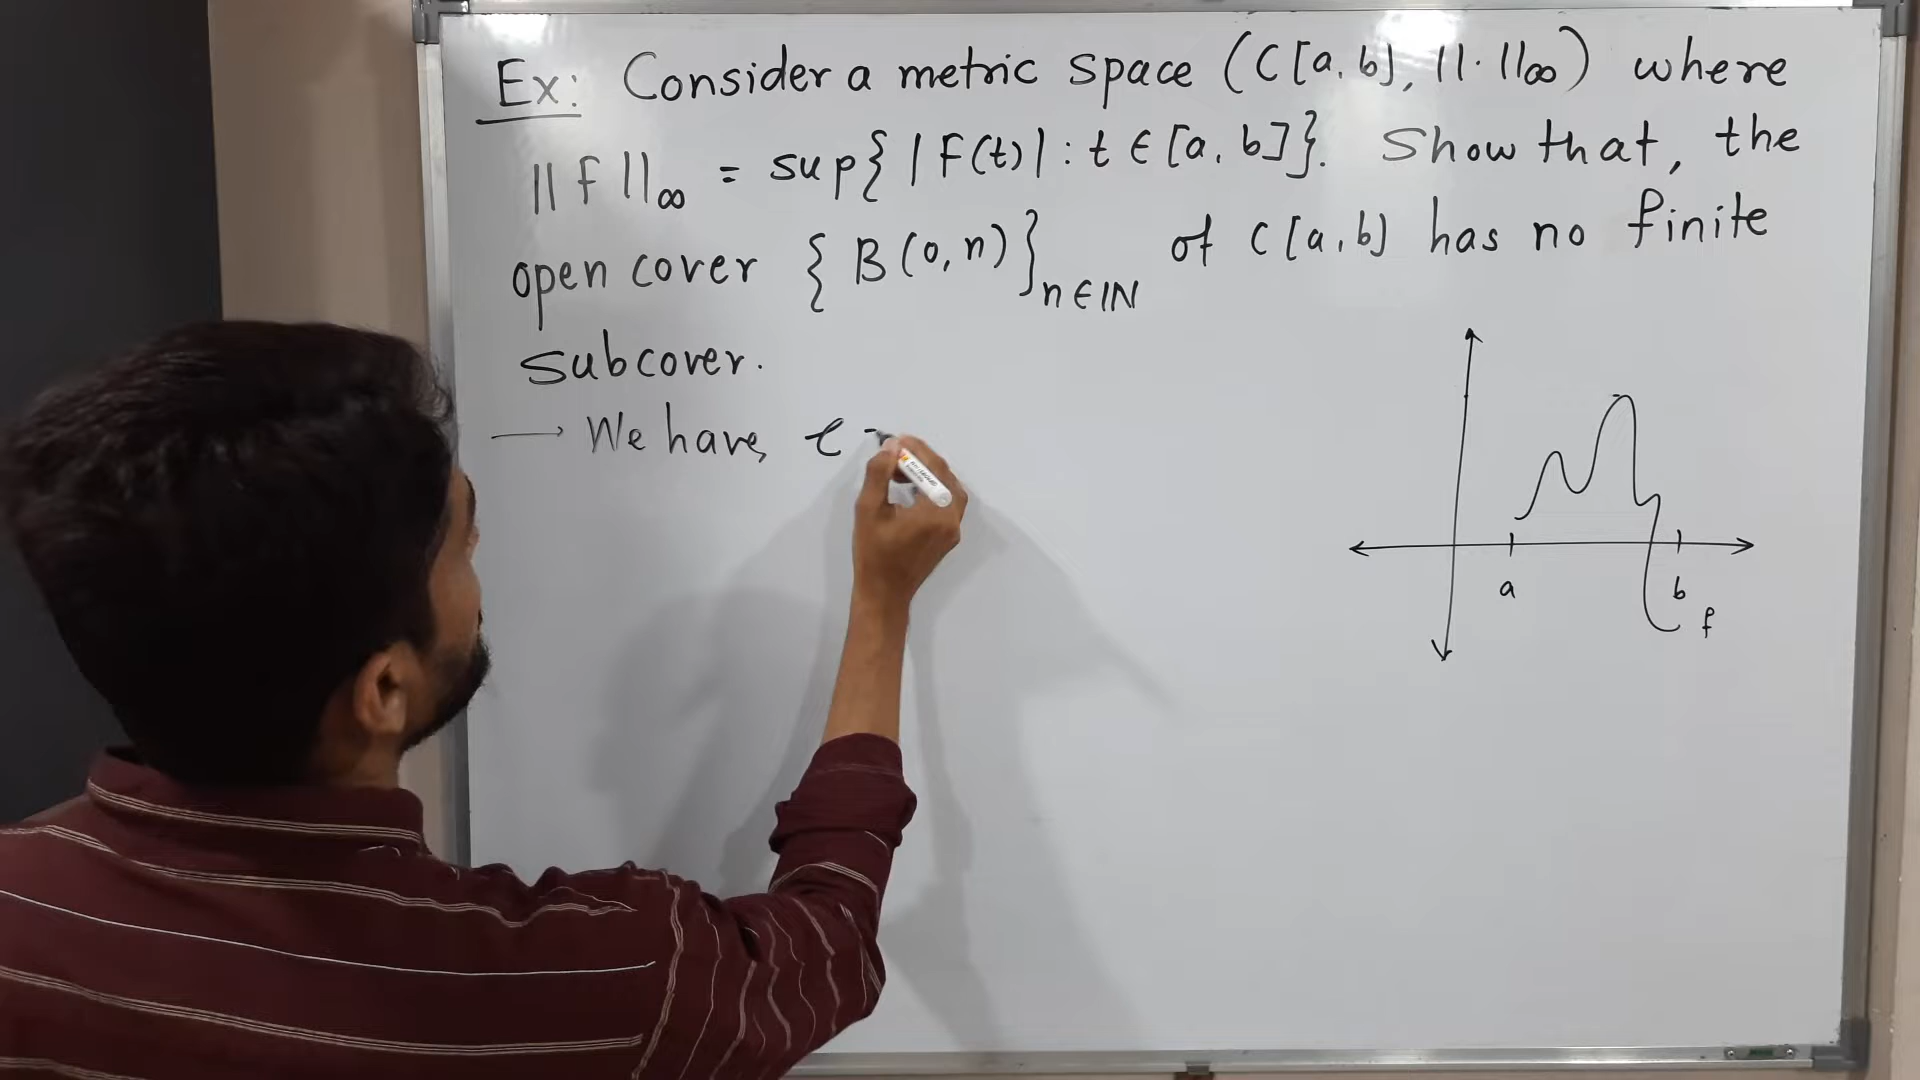 Ex: Consider a metric space (C[a,b], ||·||∞) where
||f||∞ = sup{|f(t)| : t ∈ [a,b]}. Show that, the
open cover {B(0,n)}n∈ℕ of C[a,b] has no finite
subcover.
→ We have,
a
b
f